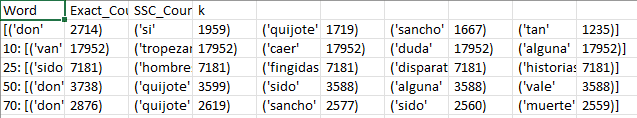 Word Exact_Cou SSC_Count k
[('don' 2714) ('si' 1959) ('quijote' 1719) ('sancho' 1667) ('tan' 1235)]
10: [('van' 17952) ('tropezar 17952) ('caer' 17952) ('duda' 17952) ('alguna' 17952)]
25: [('sido 7181) ('hombres 7181) ('fingidas 7181) ('disparat 7181) ('historias 7181)]
50: [('don' 3738) ('quijote' 3599) ('sido' 3588) ('alguna' 3588) ('vale' 3588)]
70: [('don' 2876) ('quijote' 2619) ('sancho' 2577) ('sido' 2560) ('muerte' 2559)]